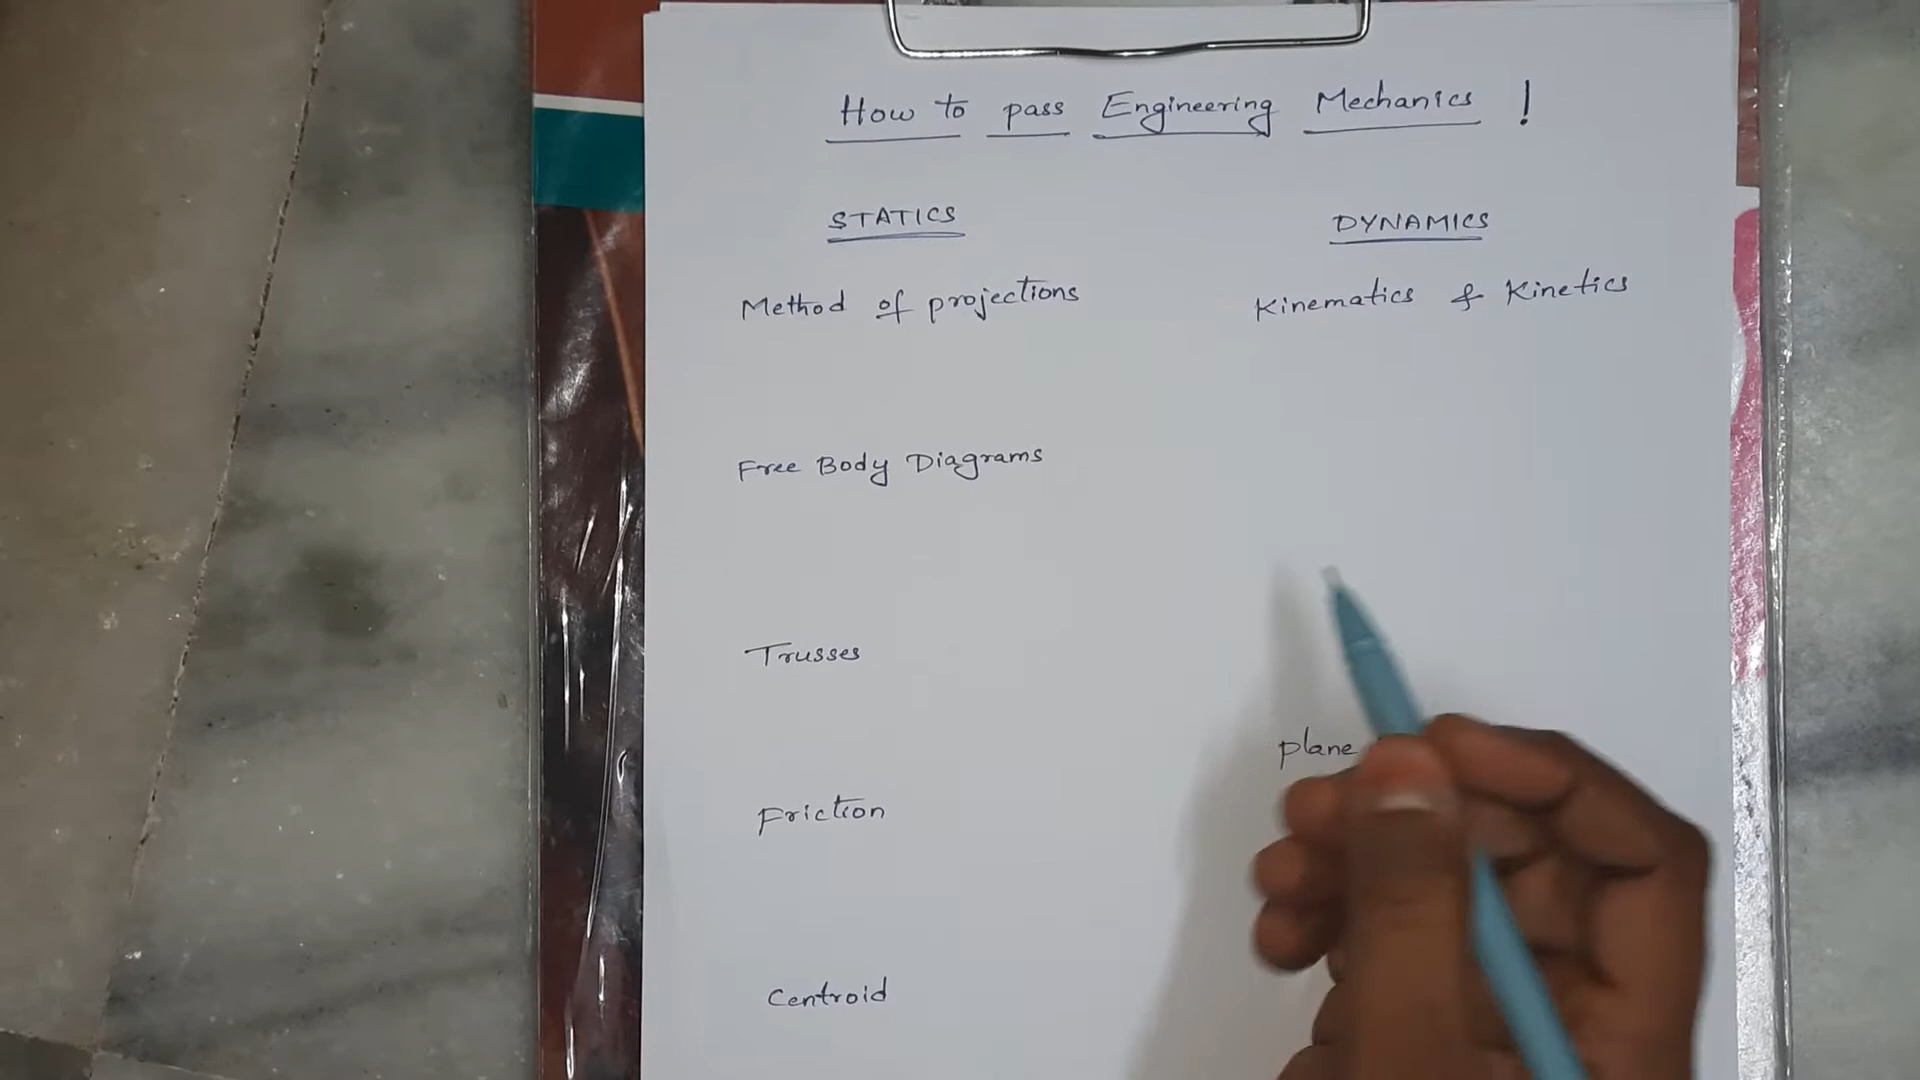 How to pass Engineering Mechanics !
STATICS
DYNAMICS
Method of projections
Kinematics & Kinetics
Free Body Diagrams
Trusses
plane
Friction
Centroid